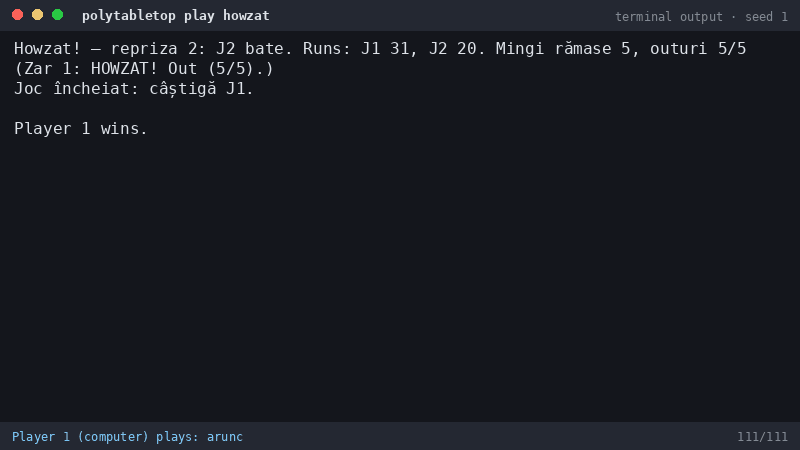 polytabletop play howzat
terminal output · seed 1
Howzat! — repriza 2: J2 bate. Runs: J1 31, J2 20. Mingi rămase 5, outuri 5/5
(Zar 1: HOWZAT! Out (5/5).)
Joc încheiat: câștigă J1.
Player 1 wins.
Player 1 (computer) plays: arunc
111/111